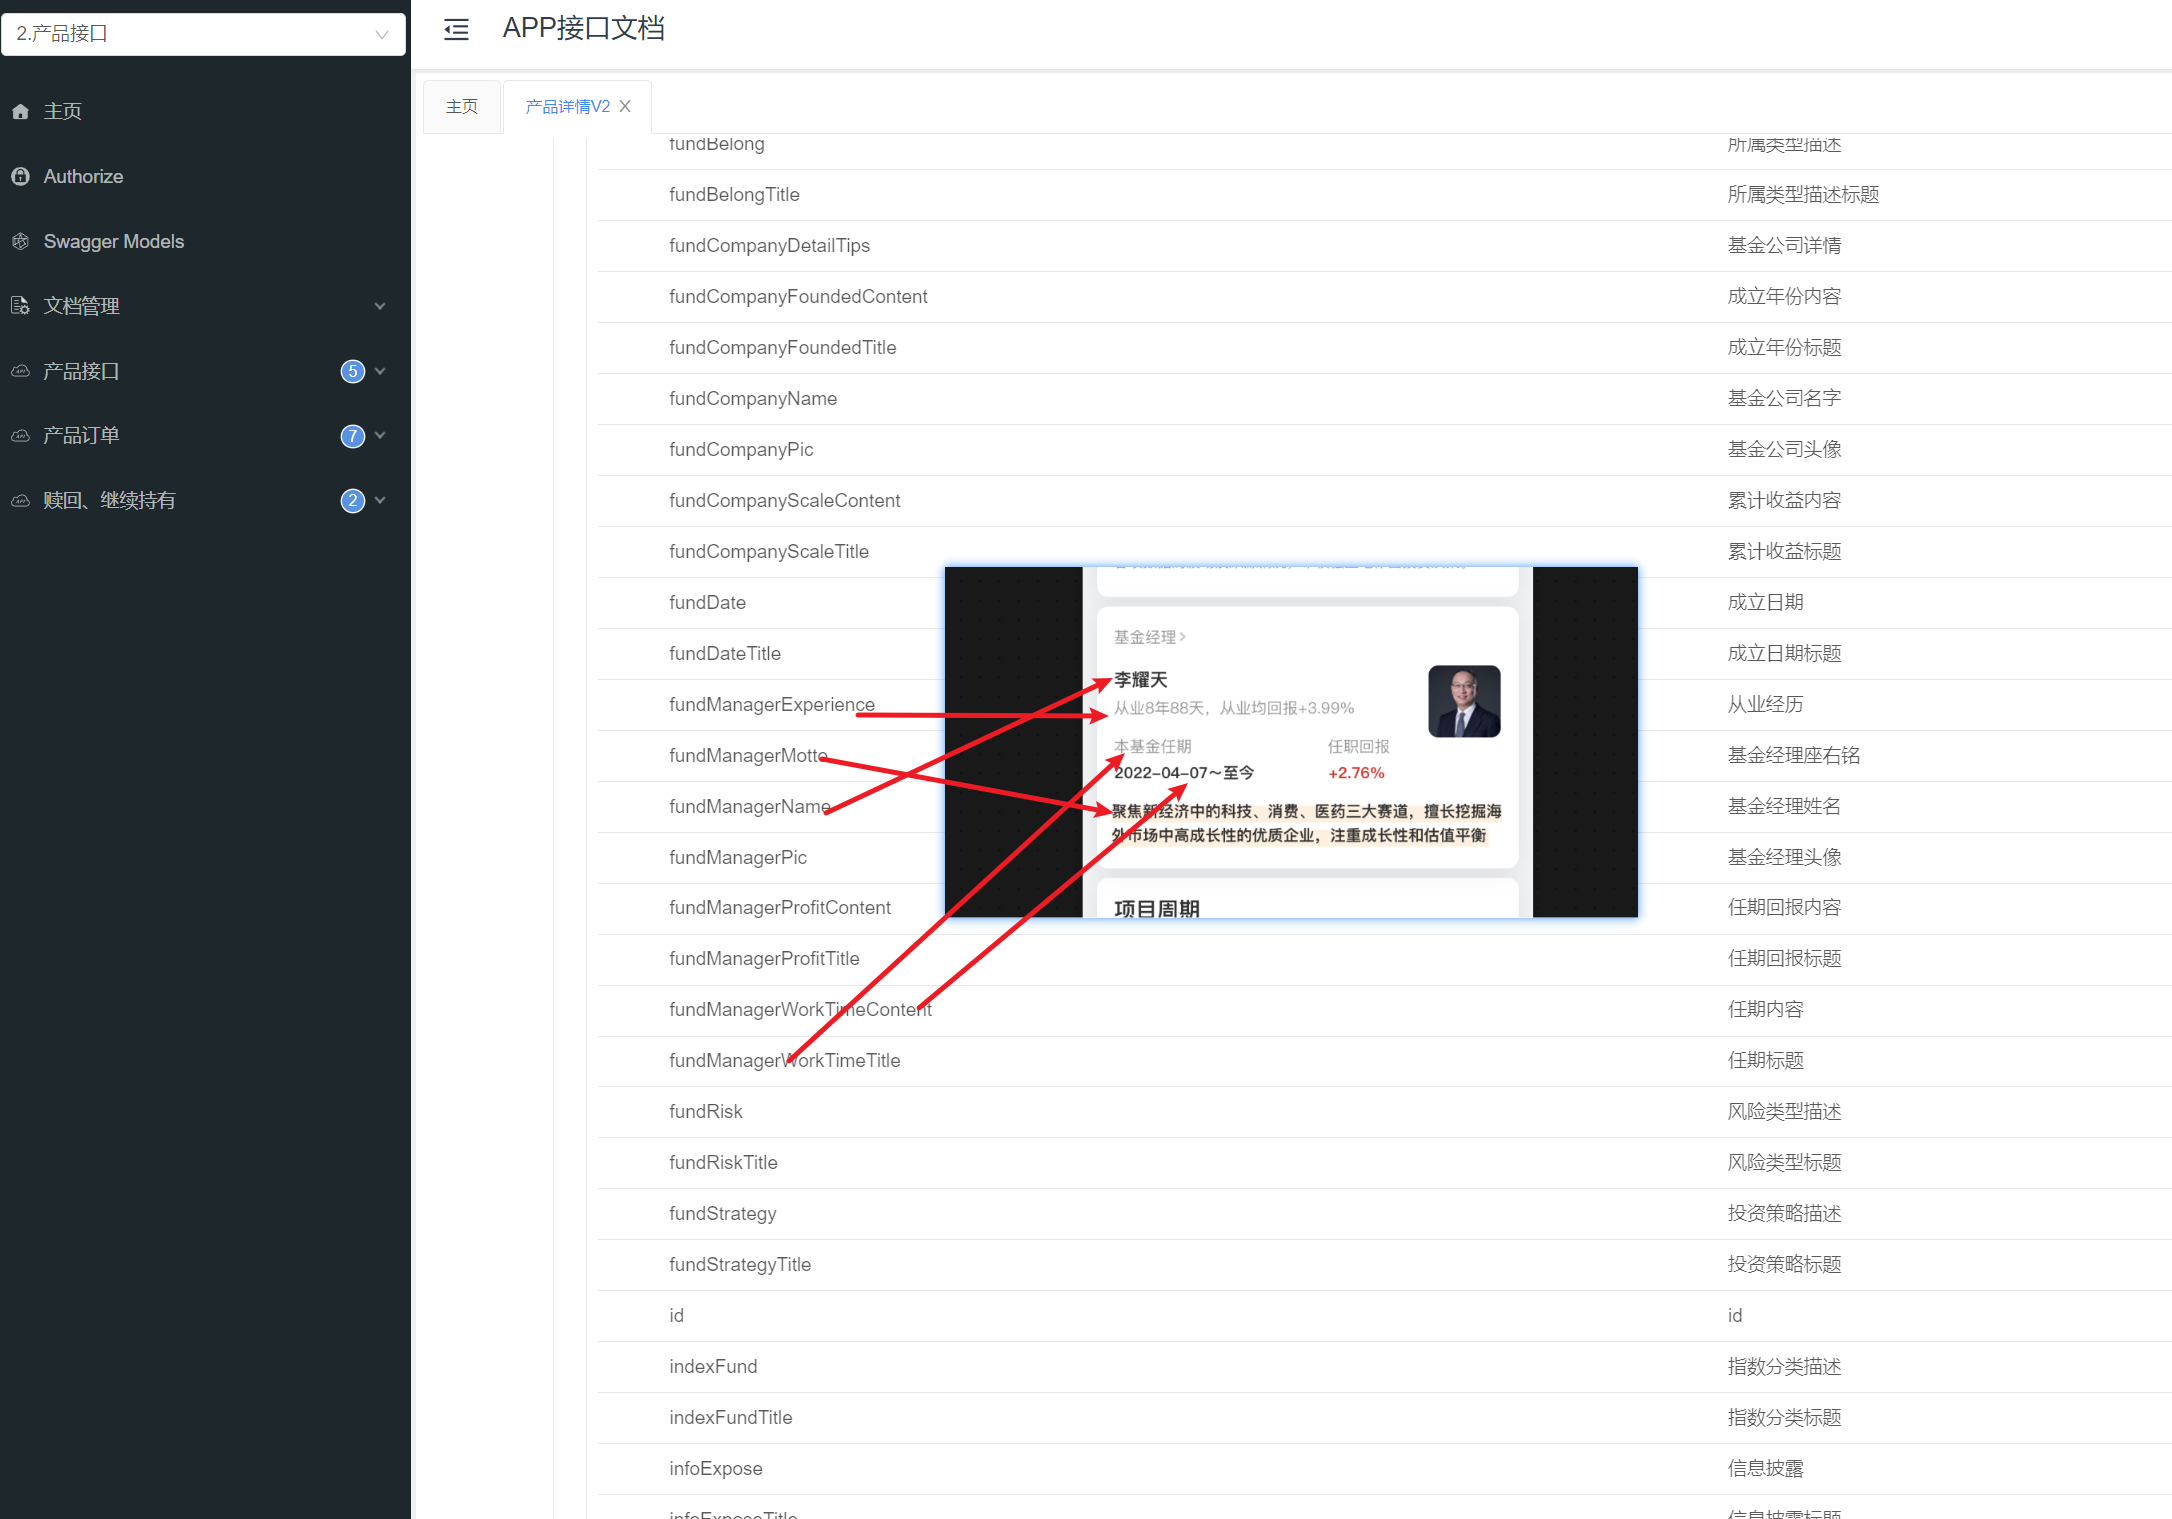 2.产品接口
主页
Authorize
Swagger Models
文档管理
产品接口 5
产品订单 7
赎回、继续持有 2
APP接口文档
主页 产品详情V2 X
fundBelong 所属类型描述
fundBelongTitle 所属类型描述标题
fundCompanyDetailTips 基金公司详情
fundCompanyFoundedContent 成立年份内容
fundCompanyFoundedTitle 成立年份标题
fundCompanyName 基金公司名字
fundCompanyPic 基金公司头像
fundCompanyScaleContent 累计收益内容
fundCompanyScaleTitle 累计收益标题
fundDate 成立日期
fundDateTitle 成立日期标题
fundManagerExperience 从业经历
fundManagerMotto 基金经理座右铭
fundManagerName 基金经理姓名
fundManagerPic 基金经理头像
fundManagerProfitContent 任期回报内容
fundManagerProfitTitle 任期回报标题
fundManagerWorkTimeContent 任期内容
fundManagerWorkTimeTitle 任期标题
fundRisk 风险类型描述
fundRiskTitle 风险类型标题
fundStrategy 投资策略描述
fundStrategyTitle 投资策略标题
id id
indexFund 指数分类描述
indexFundTitle 指数分类标题
infoExpose 信息披露
infoExposeTitle 信息披露标题
基金经理>
李耀天
从业8年88天，从业均回报+3.99%
本基金任期 任职回报
2022-04-07～至今 +2.76%
聚焦新经济中的科技、消费、医药三大赛道，擅长挖掘海
外市场中高成长性的优质企业，注重成长性和估值平衡
项目周期